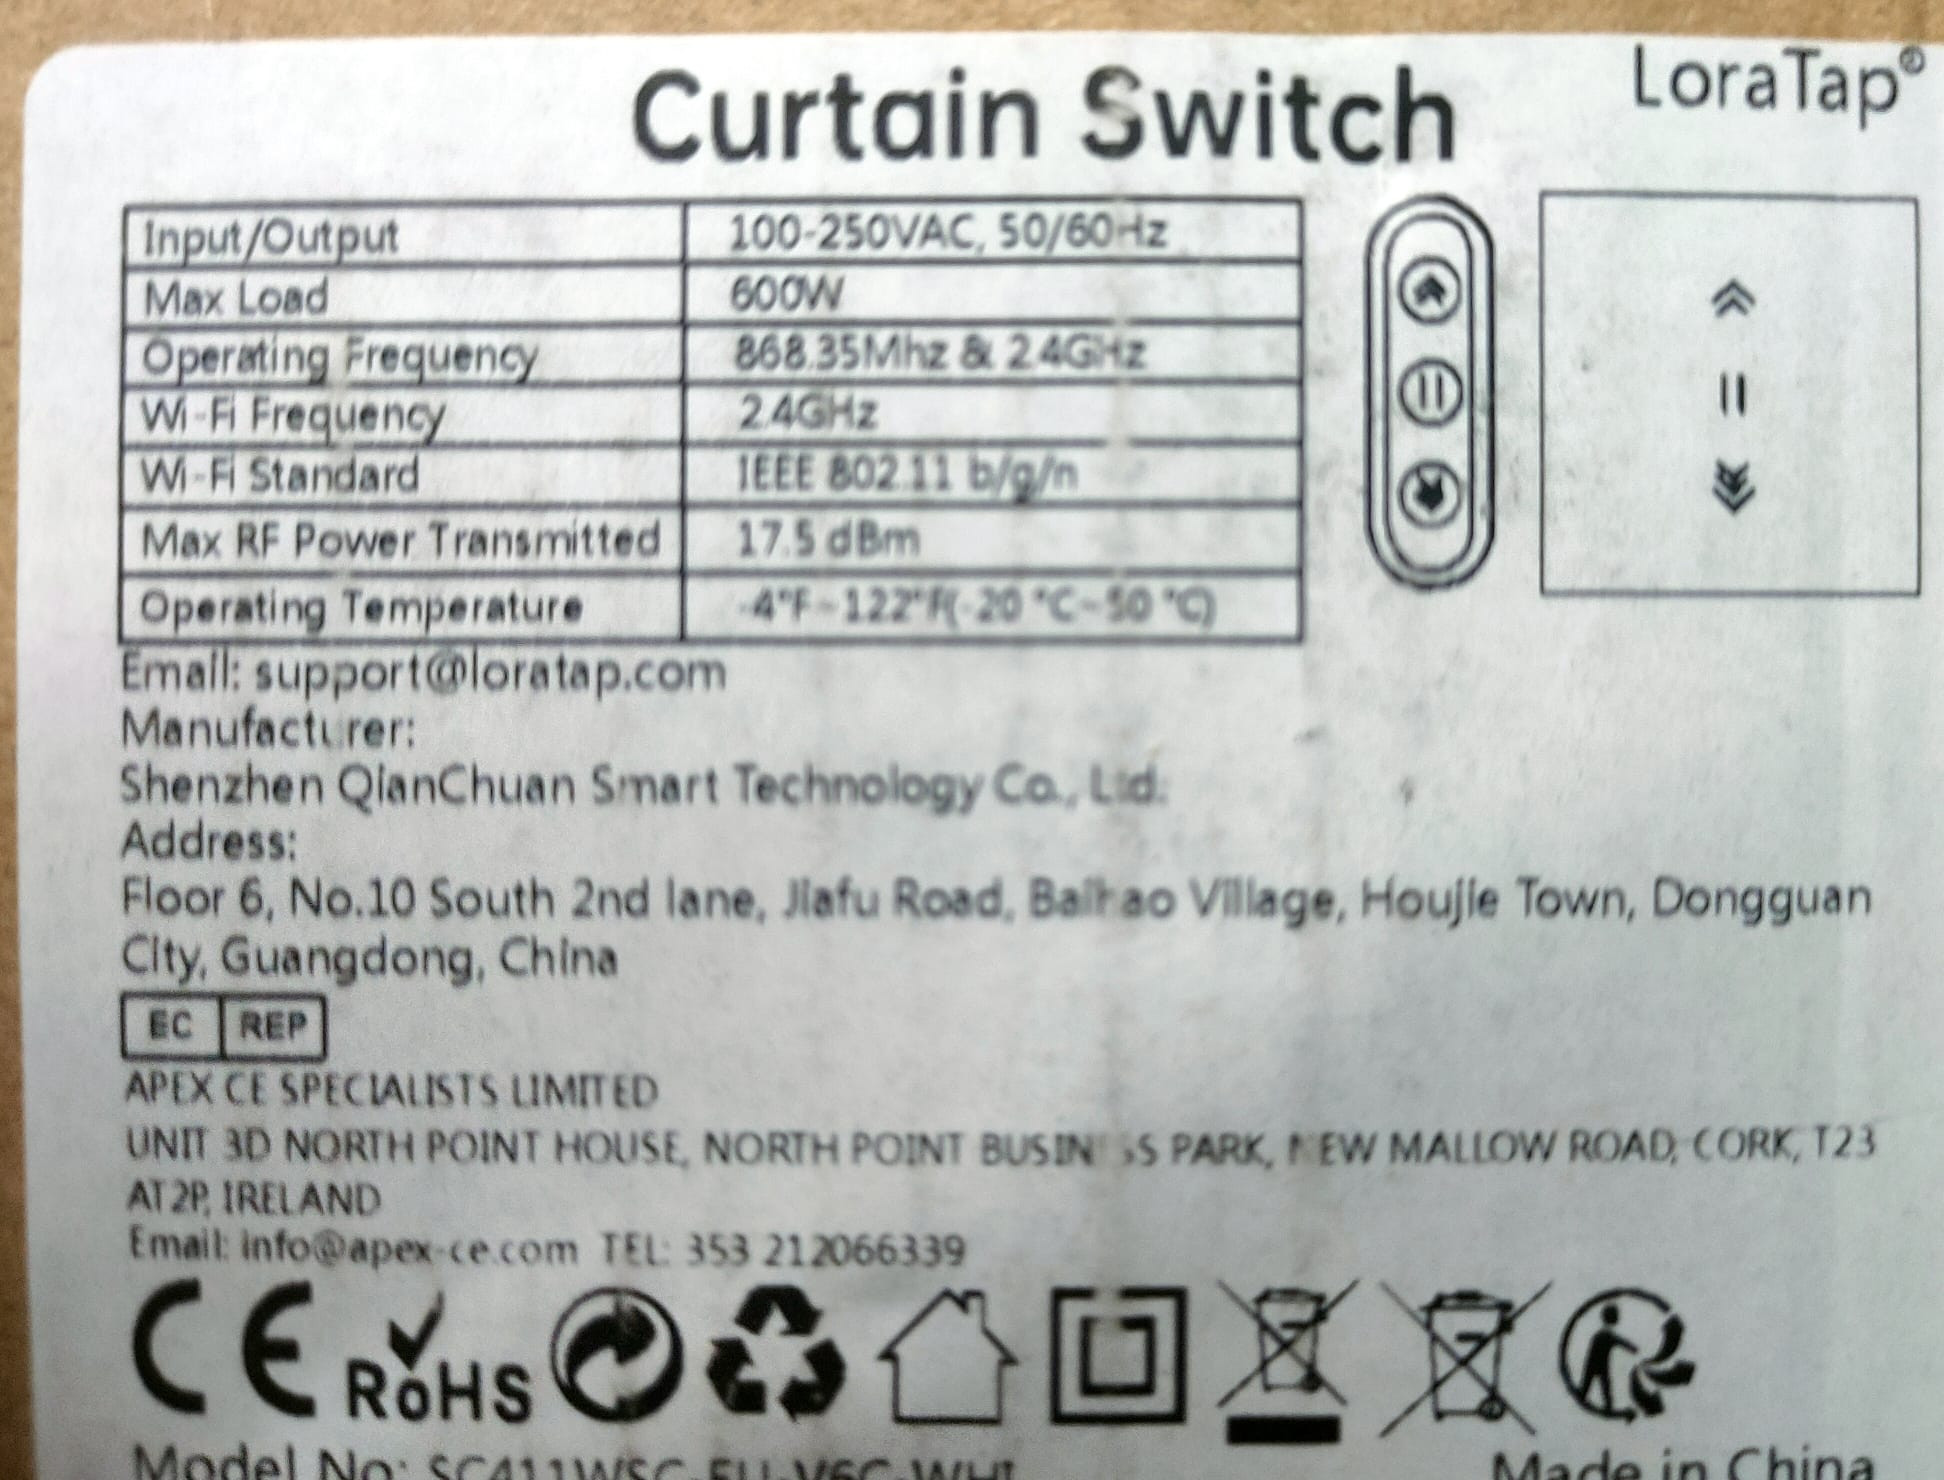 Curtain Switch
LoraTap®
Input/Output 100-250VAC, 50/60Hz
Max Load 600W
Operating Frequency 868.35Mhz & 2.4GHz
Wi-Fi Frequency 2.4GHz
Wi-Fi Standard IEEE 802.11 b/g/n
Max RF Power Transmitted 17.5 dBm
Operating Temperature -4°F~122°F(-20 °C~50 °C)
Email: support@loratap.com
Manufacturer:
Shenzhen QianChuan Smart Technology Co., Ltd.
Address:
Floor 6, No.10 South 2nd lane, Jiafu Road, Baihao Village, Houjie Town, Dongguan
City, Guangdong, China
EC REP
APEX CE SPECIALISTS LIMITED
UNIT 3D NORTH POINT HOUSE, NORTH POINT BUSINESS PARK, NEW MALLOW ROAD, CORK, T23
AT2P, IRELAND
Email: info@apex-ce.com TEL: 353 212066339
CE RoHS
Model No: SC411WSC-EU-V6C-WHT
Made in China